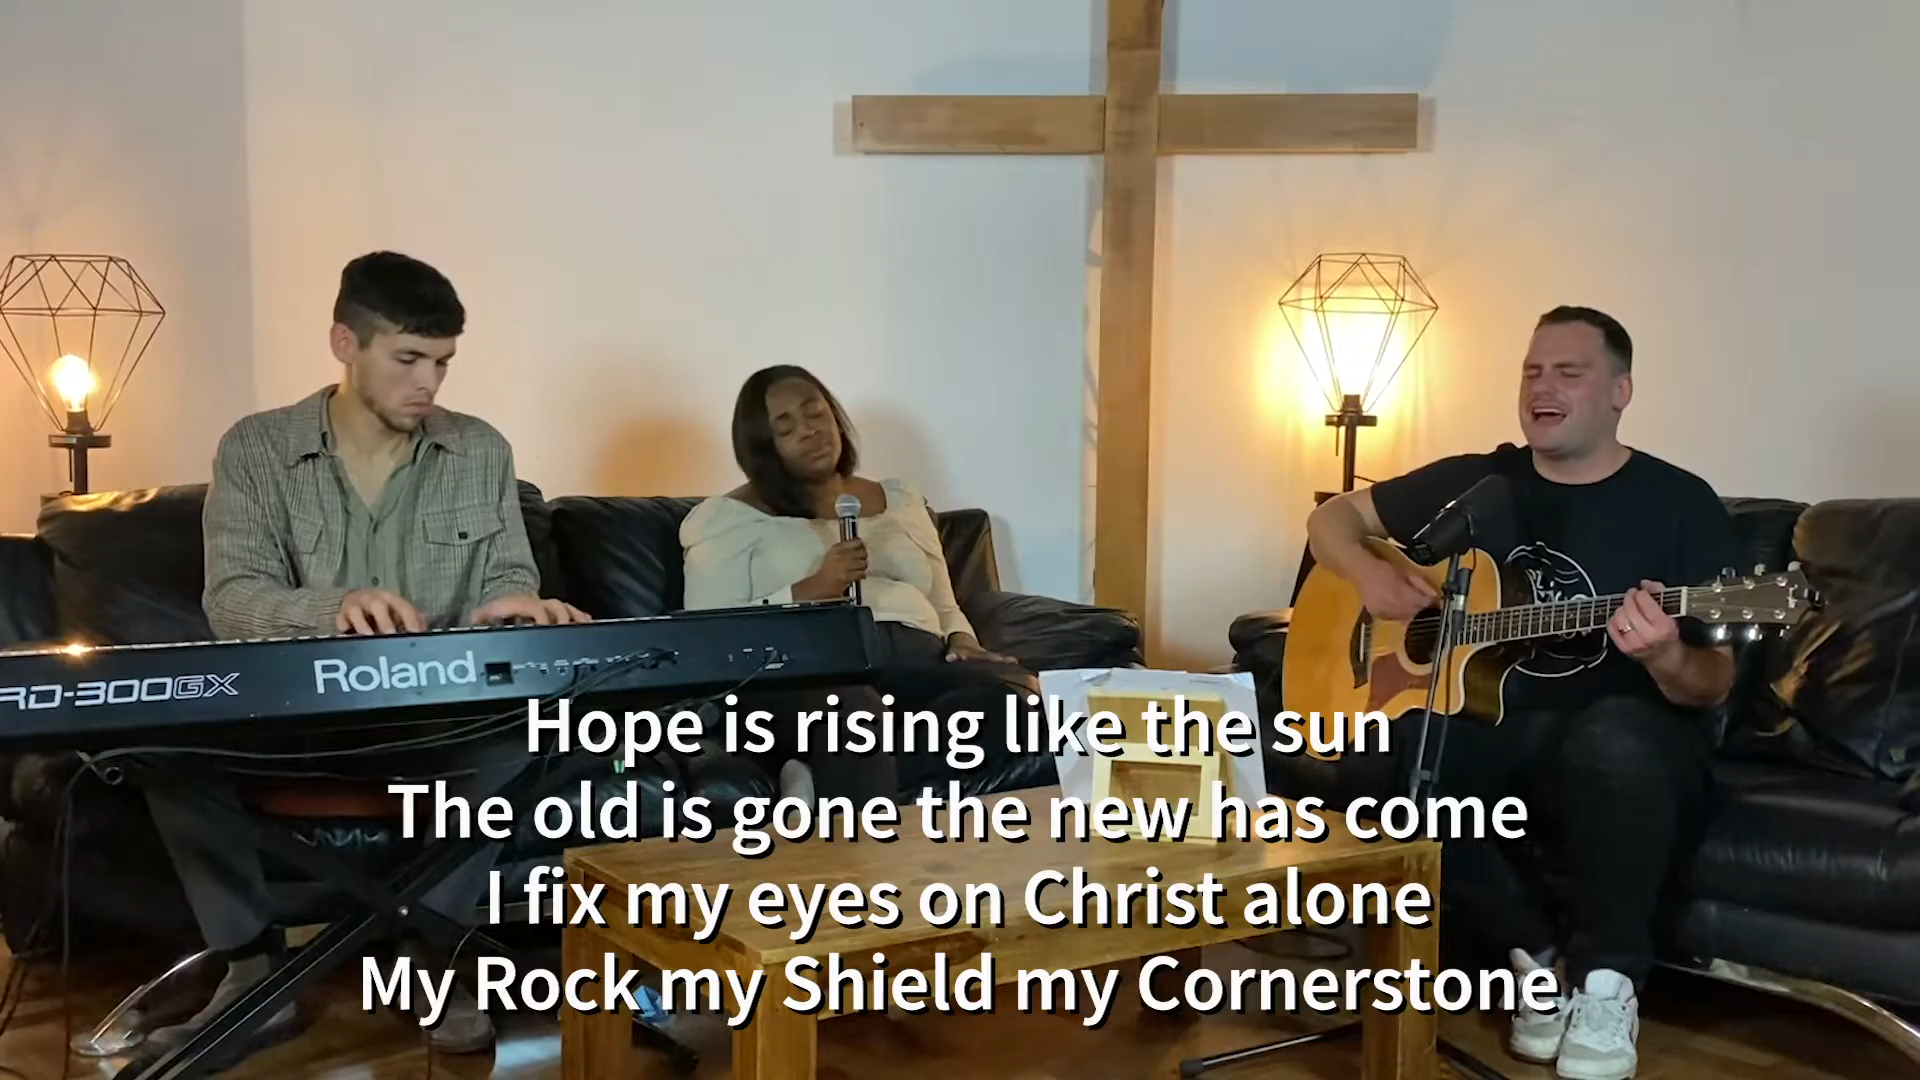 RD-300GX Roland
Hope is rising like the sun
The old is gone the new has come
I fix my eyes on Christ alone
My Rock my Shield my Cornerstone